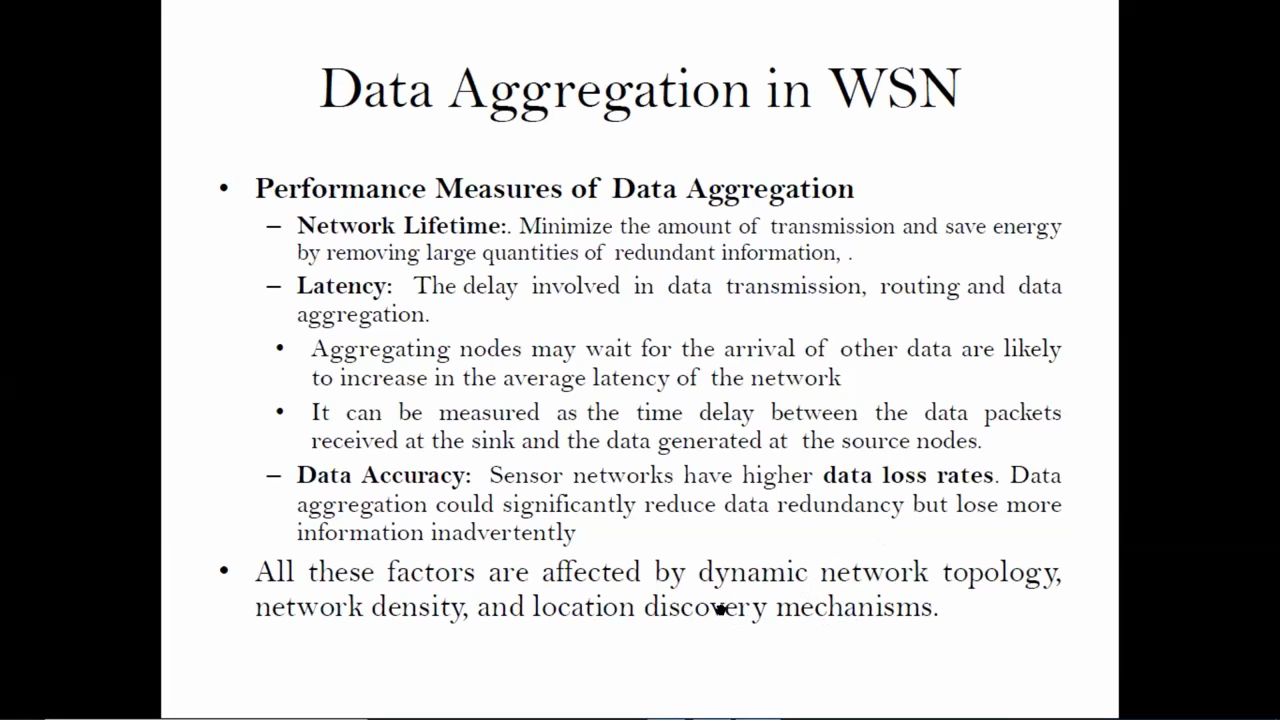 Data Aggregation in WSN
• Performance Measures of Data Aggregation
– Network Lifetime:. Minimize the amount of transmission and save energy
by removing large quantities of redundant information, .
– Latency: The delay involved in data transmission, routing and data
aggregation.
• Aggregating nodes may wait for the arrival of other data are likely
to increase in the average latency of the network
• It can be measured as the time delay between the data packets
received at the sink and the data generated at the source nodes.
– Data Accuracy: Sensor networks have higher data loss rates. Data
aggregation could significantly reduce data redundancy but lose more
information inadvertently
• All these factors are affected by dynamic network topology,
network density, and location discovery mechanisms.